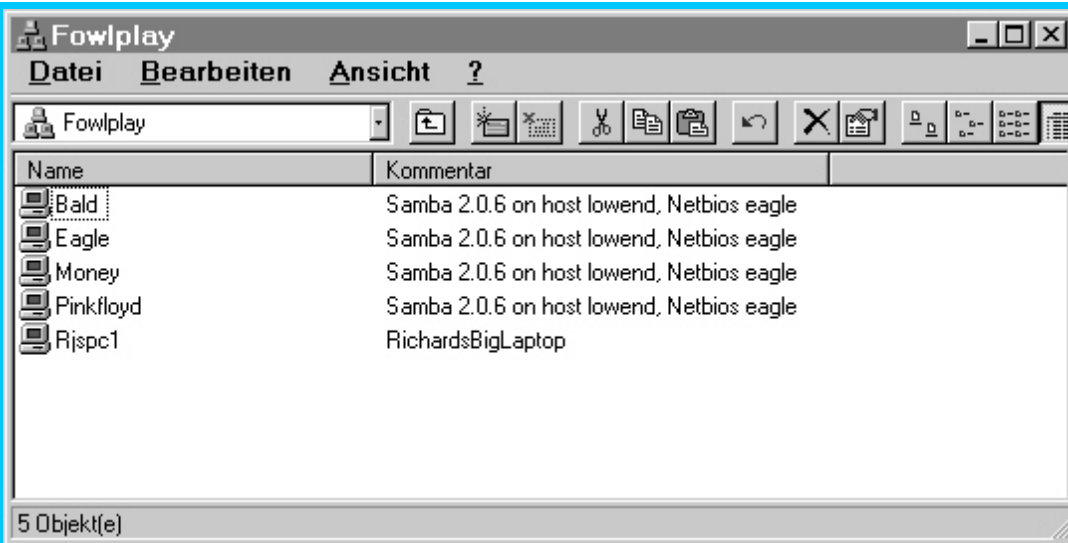 Fowlplay
Datei Bearbeiten Ansicht ?
Fowlplay
Name Kommentar
Bald Samba 2.0.6 on host lowend, Netbios eagle
Eagle Samba 2.0.6 on host lowend, Netbios eagle
Money Samba 2.0.6 on host lowend, Netbios eagle
Pinkfloyd Samba 2.0.6 on host lowend, Netbios eagle
Rjspc1 RichardsBigLaptop
5 Objekt(e)